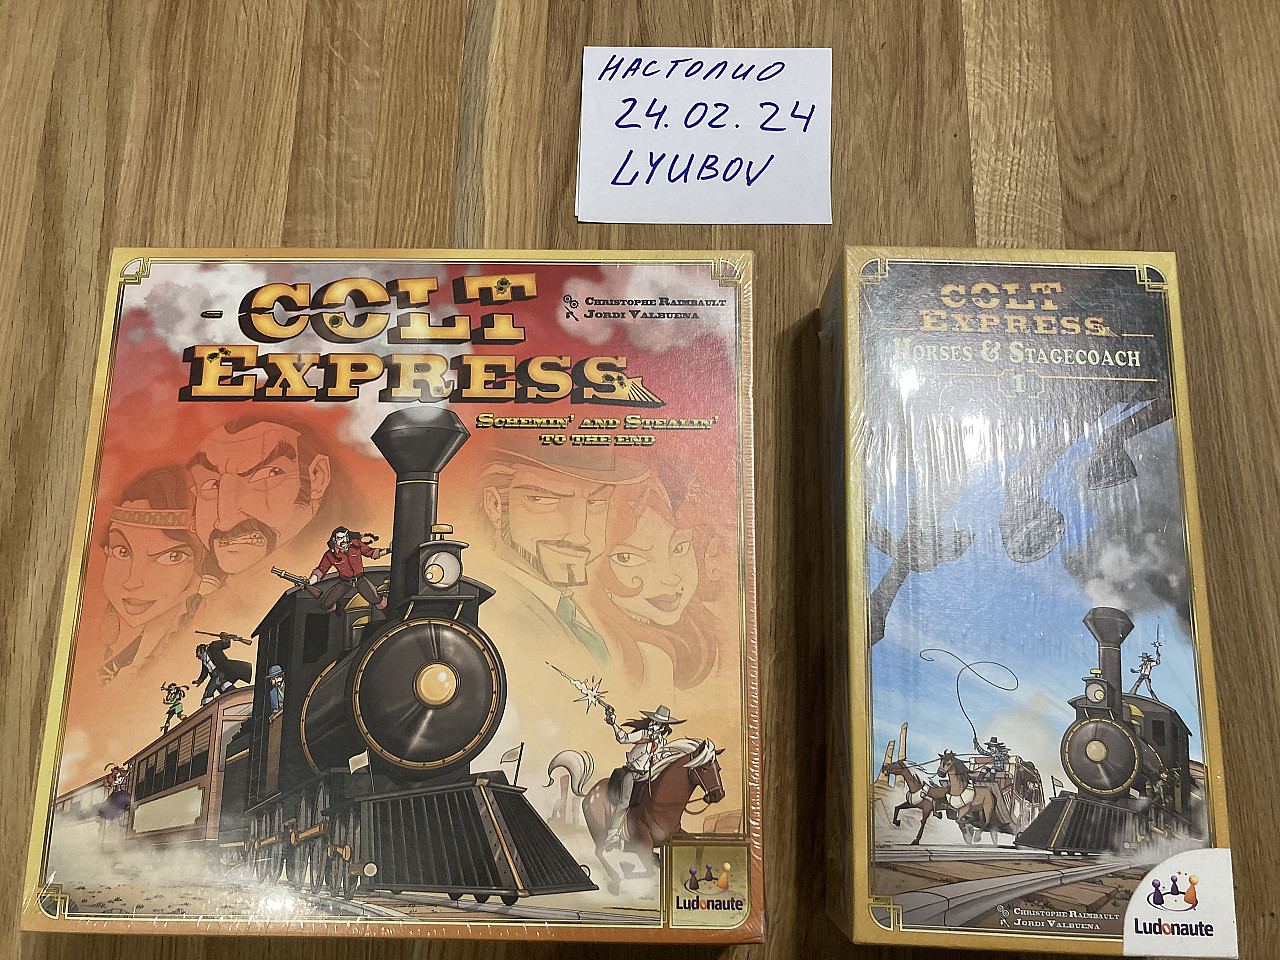 НАСТОЛИО
24.02.24
LYUBOV
COLT
EXPRESS
CHRISTOPHE RAIMBAULT
JORDI VALBUENA
SCHEMIN' AND STEALIN'
TO THE END
Ludonaute
COLT
EXPRESS
HORSES & STAGECOACH
1
CHRISTOPHE RAIMBAULT
JORDI VALBUENA
Ludonaute